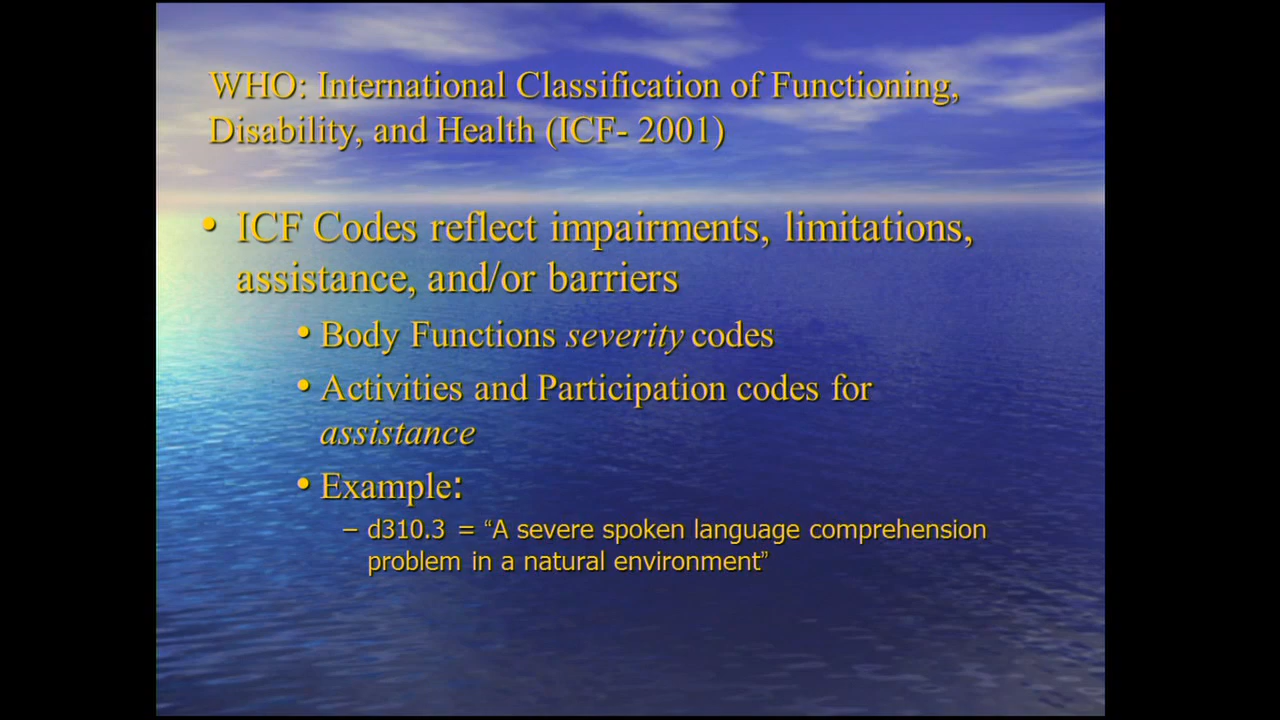 WHO: International Classification of Functioning,
Disability, and Health (ICF- 2001)
• ICF Codes reflect impairments, limitations,
assistance, and/or barriers
• Body Functions severity codes
• Activities and Participation codes for
assistance
• Example:
– d310.3 = “A severe spoken language comprehension
problem in a natural environment”